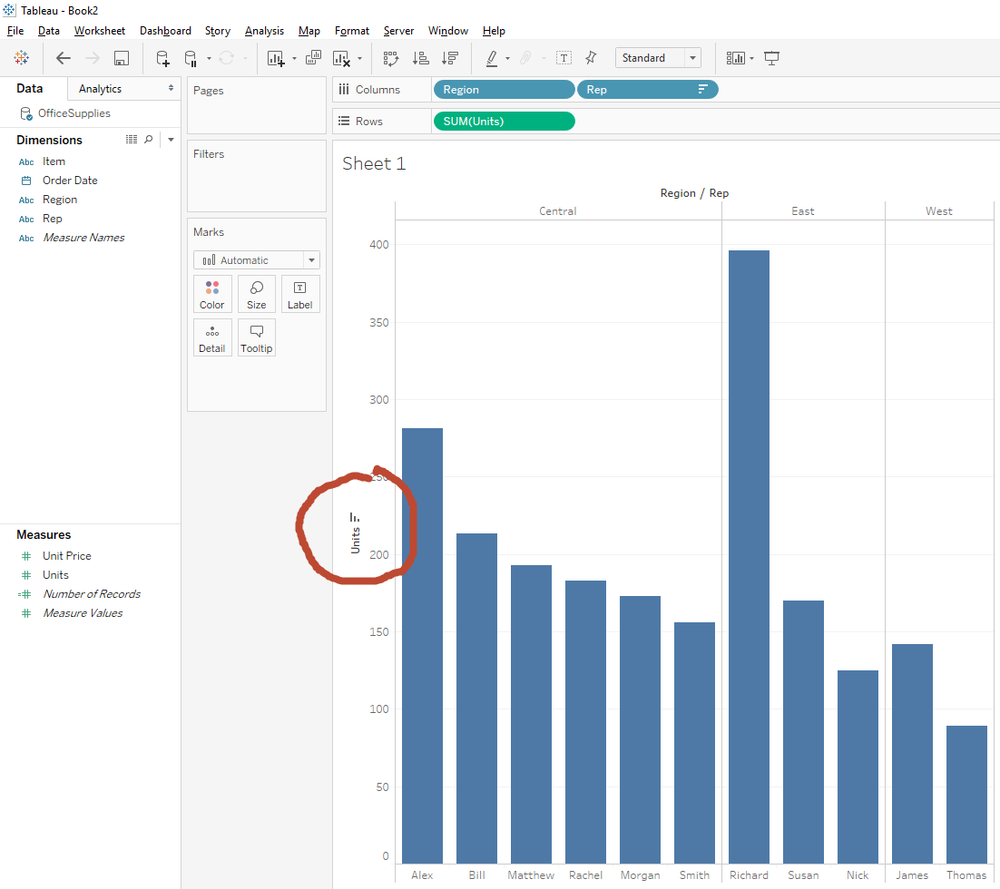 Tableau - Book2
File Data Worksheet Dashboard Story Analysis Map Format Server Window Help
Standard
Data Analytics
OfficeSupplies
Dimensions
Abc Item
Order Date
Abc Region
Abc Rep
Abc Measure Names
Measures
Unit Price
Units
Number of Records
Measure Values
Pages
Filters
Marks
Automatic
Color Size Label
Detail Tooltip
Columns Region Rep
Rows SUM(Units)
Sheet 1
Region / Rep
Central East West
400
350
300
250
200
150
100
50
0
Units
Alex Bill Matthew Rachel Morgan Smith Richard Susan Nick James Thomas